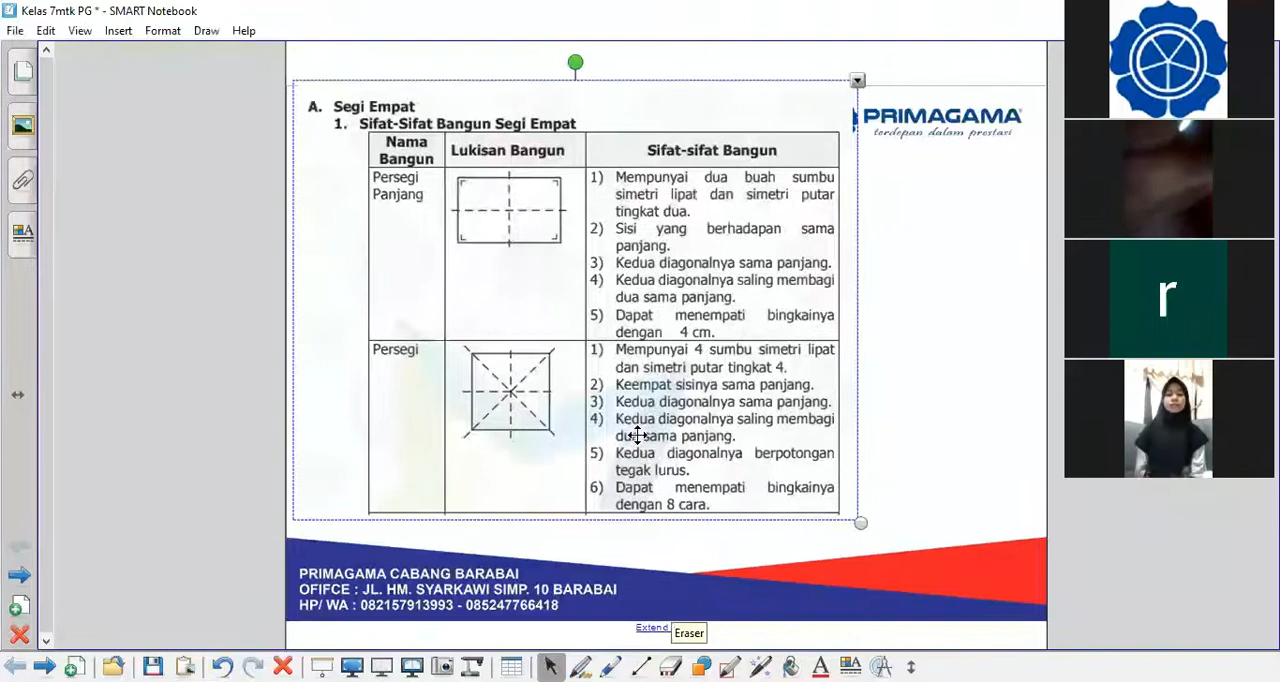 Kelas 7mtk PG * - SMART Notebook
File Edit View Insert Format Draw Help
A. Segi Empat
1. Sifat-Sifat Bangun Segi Empat
PRIMAGAMA
terdepan dalam prestasi
Nama Bangun
Lukisan Bangun
Sifat-sifat Bangun
Persegi
Panjang
1) Mempunyai dua buah sumbu
simetri lipat dan simetri putar
tingkat dua.
2) Sisi yang berhadapan sama
panjang.
3) Kedua diagonalnya sama panjang.
4) Kedua diagonalnya saling membagi
dua sama panjang.
5) Dapat menempati bingkainya
dengan 4 cm.
Persegi
1) Mempunyai 4 sumbu simetri lipat
dan simetri putar tingkat 4.
2) Keempat sisinya sama panjang.
3) Kedua diagonalnya sama panjang.
4) Kedua diagonalnya saling membagi
dua sama panjang.
5) Kedua diagonalnya berpotongan
tegak lurus.
6) Dapat menempati bingkainya
dengan 8 cara.
PRIMAGAMA CABANG BARABAI
OFIFCE : JL. HM. SYARKAWI SIMP. 10 BARABAI
HP/ WA : 082157913993 - 085247766418
Extend
Eraser
r